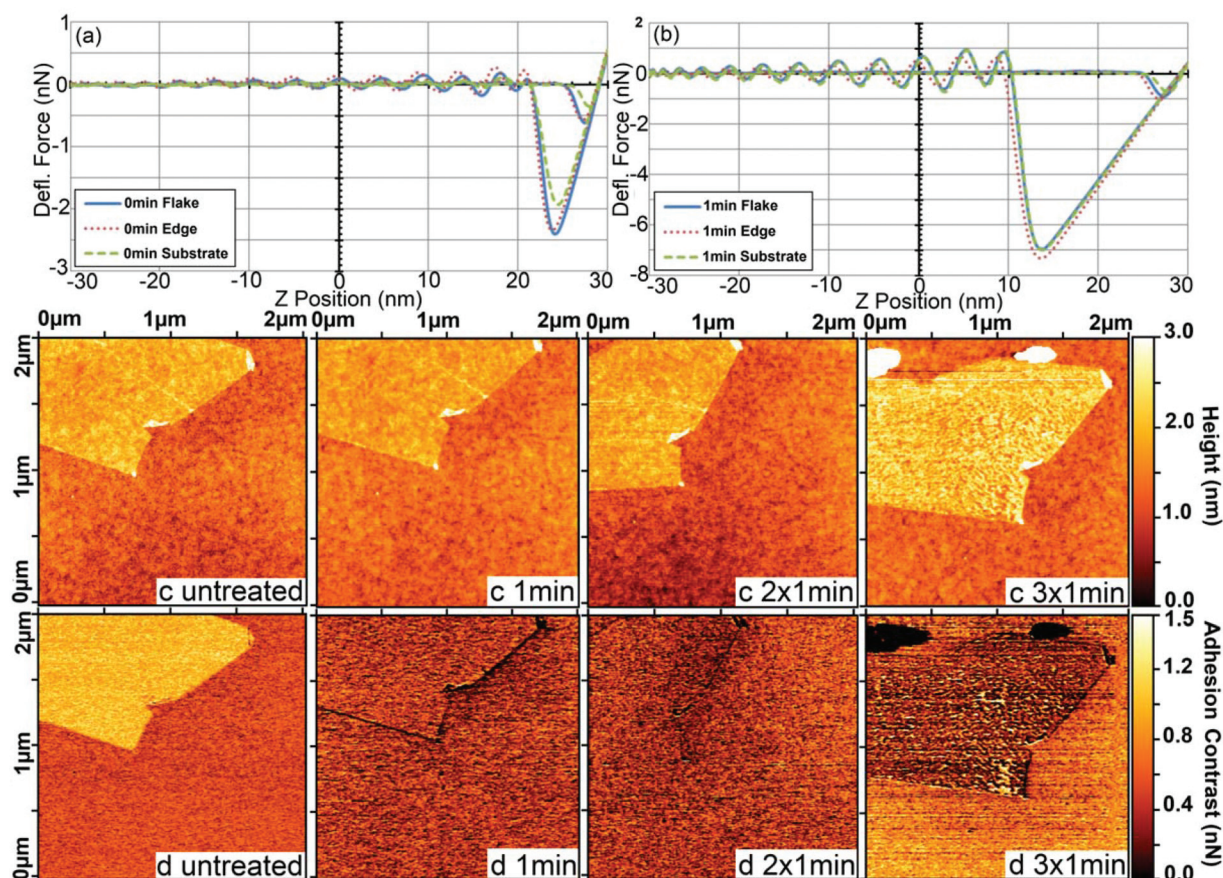 (a)
Defl. Force (nN)
1
0
-1
-2
-3
0min Flake
0min Edge
0min Substrate
-30 -20 -10 0 10 20 30
Z Position (nm)
(b)
Defl. Force (nN)
2
0
-2
-4
-6
-8
1min Flake
1min Edge
1min Substrate
-30 -20 -10 0 10 20 30
Z Position (nm)
0µm 1µm 2µm 0µm 1µm 2µm 0µm 1µm 2µm 0µm 1µm 2µm
2µm
1µm
0µm
c untreated
c 1min
c 2x1min
c 3x1min
3.0
2.0
1.0
0.0
Height (nm)
2µm
1µm
0µm
d untreated
d 1min
d 2x1min
d 3x1min
1.5
1.2
0.8
0.4
0.0
Adhesion Contrast (nN)